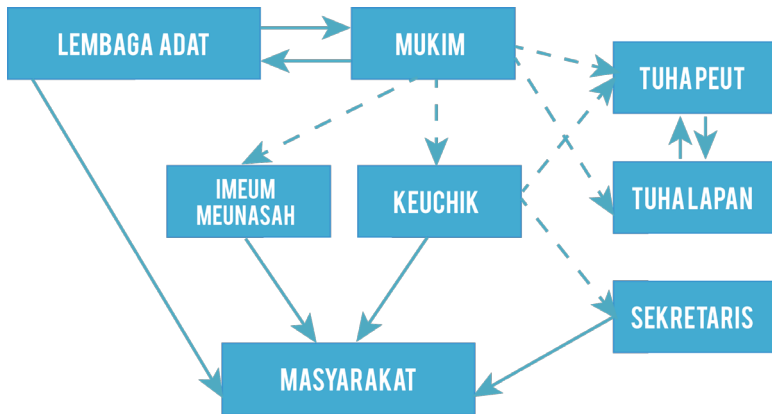 LEMBAGA ADAT
MUKIM
TUHA PEUT
IMEUM
MEUNASAH
KEUCHIK
TUHA LAPAN
SEKRETARIS
MASYARAKAT